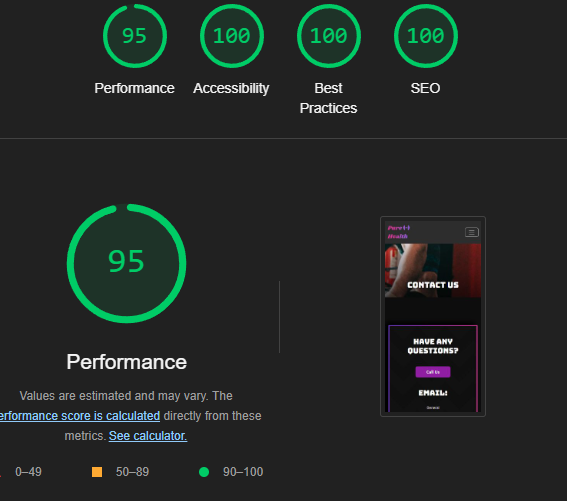 95
100
100
100
Performance
Accessibility
Best
Practices
SEO
95
Performance
Values are estimated and may vary. The
erformance score is calculated directly from these
metrics. See calculator.
0–49
50–89
90–100
Health
CONTACT US
HAVE ANY
QUESTIONS?
Call Us
EMAIL: